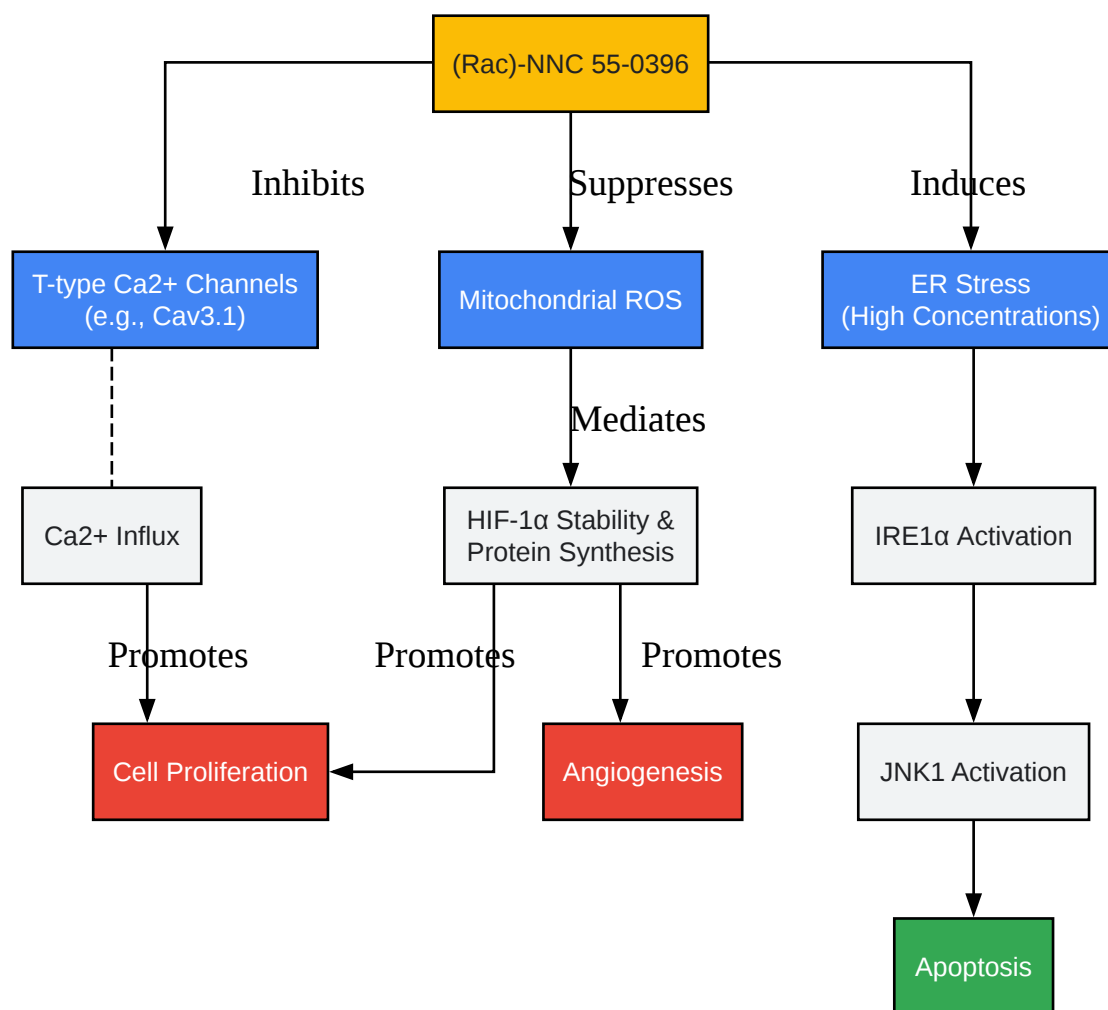 (Rac)-NNC 55-0396
Inhibits
Suppresses
Induces
T-type Ca2+ Channels
(e.g., Cav3.1)
Mitochondrial ROS
ER Stress
(High Concentrations)
Mediates
Ca2+ Influx
HIF-1α Stability &
Protein Synthesis
IRE1α Activation
Promotes
Promotes
Promotes
Cell Proliferation
Angiogenesis
JNK1 Activation
Apoptosis